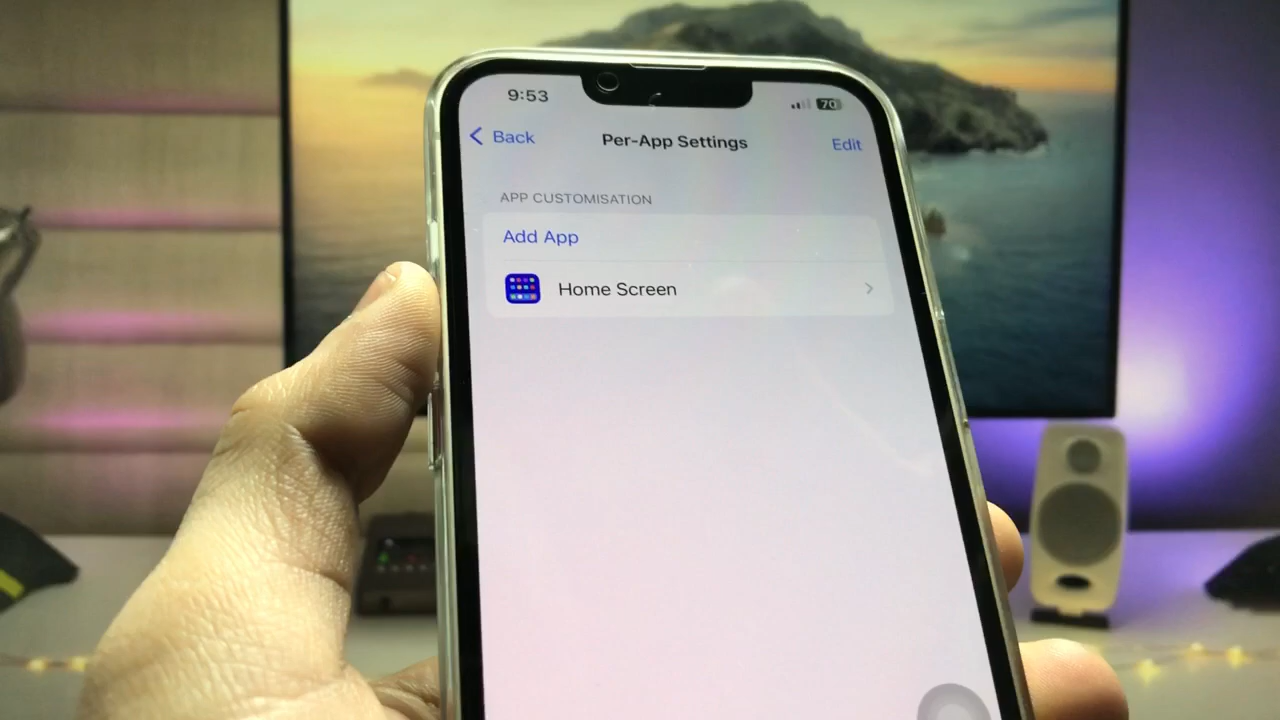 9:53
70
Back
Per-App Settings
Edit
APP CUSTOMISATION
Add App
Home Screen